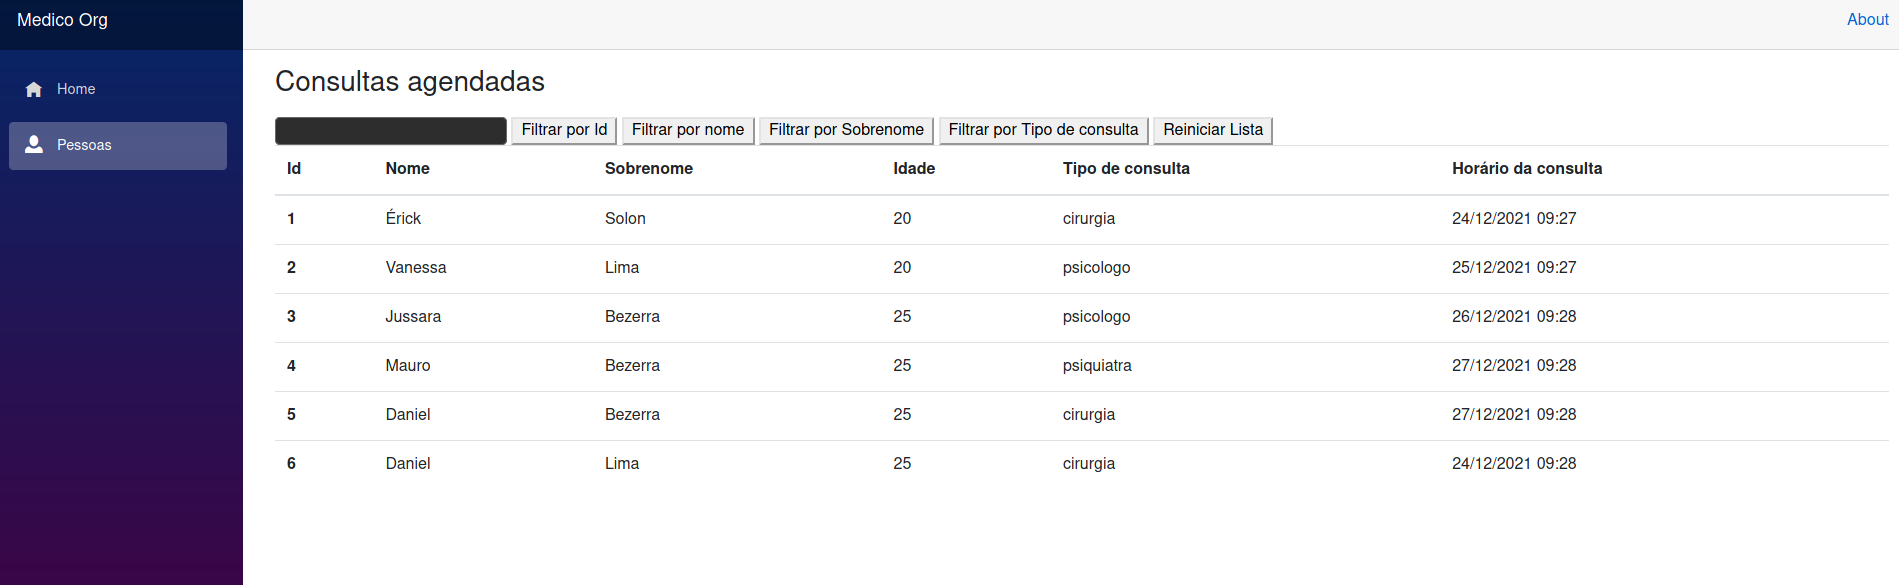 Medico Org
About
Home
Pessoas
Consultas agendadas
Filtrar por Id Filtrar por nome Filtrar por Sobrenome Filtrar por Tipo de consulta Reiniciar Lista
Id Nome Sobrenome Idade Tipo de consulta Horário da consulta
1 Érick Solon 20 cirurgia 24/12/2021 09:27
2 Vanessa Lima 20 psicologo 25/12/2021 09:27
3 Jussara Bezerra 25 psicologo 26/12/2021 09:28
4 Mauro Bezerra 25 psiquiatra 27/12/2021 09:28
5 Daniel Bezerra 25 cirurgia 27/12/2021 09:28
6 Daniel Lima 25 cirurgia 24/12/2021 09:28